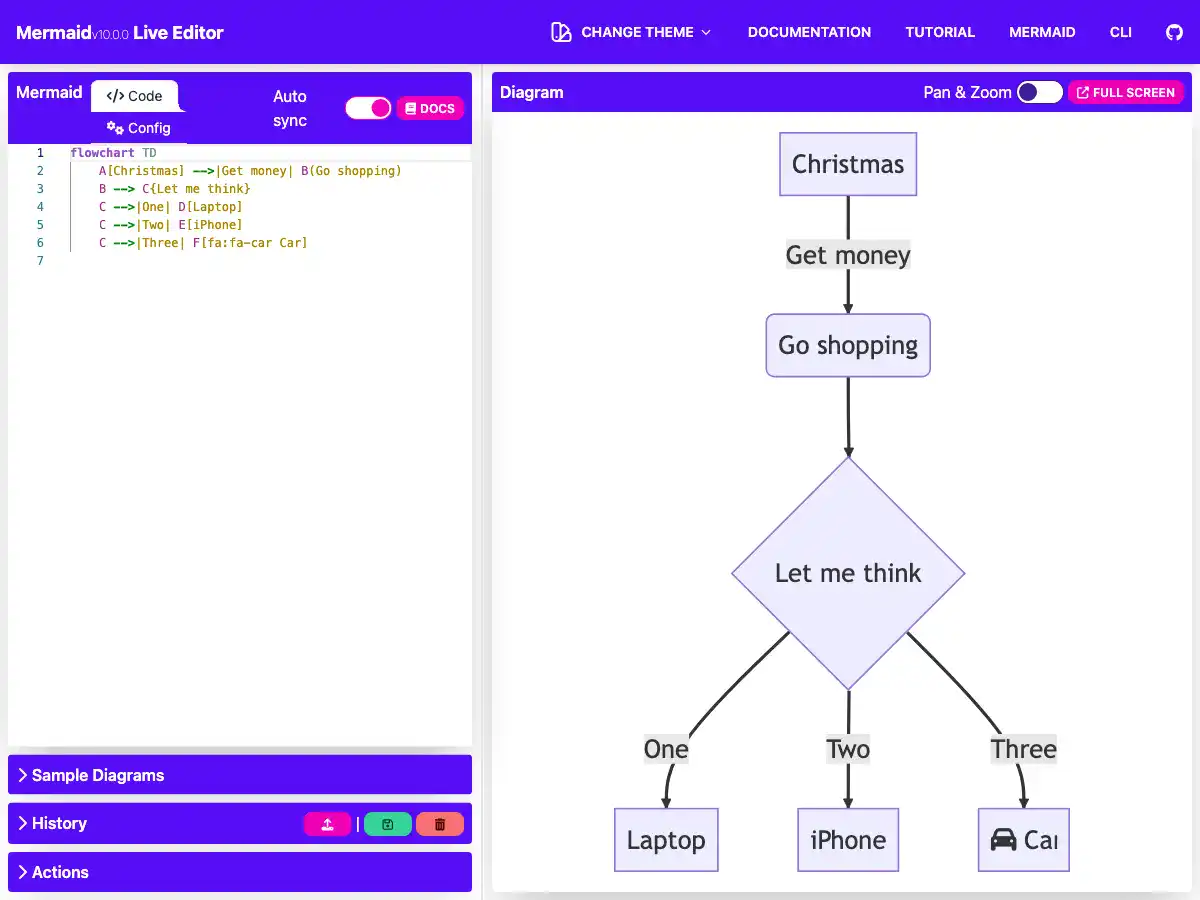 Mermaidv10.0.0 Live Editor
CHANGE THEME
DOCUMENTATION
TUTORIAL
MERMAID
CLI
Mermaid
</> Code
Config
Auto
sync
DOCS
1 flowchart TD
2 A[Christmas] -->|Get money| B(Go shopping)
3 B --> C{Let me think}
4 C -->|One| D[Laptop]
5 C -->|Two| E[iPhone]
6 C -->|Three| F[fa:fa-car Car]
7
Sample Diagrams
History
|
Actions
Diagram
Pan & Zoom
FULL SCREEN
Christmas
Get money
Go shopping
Let me think
One
Two
Three
Laptop
iPhone
Car